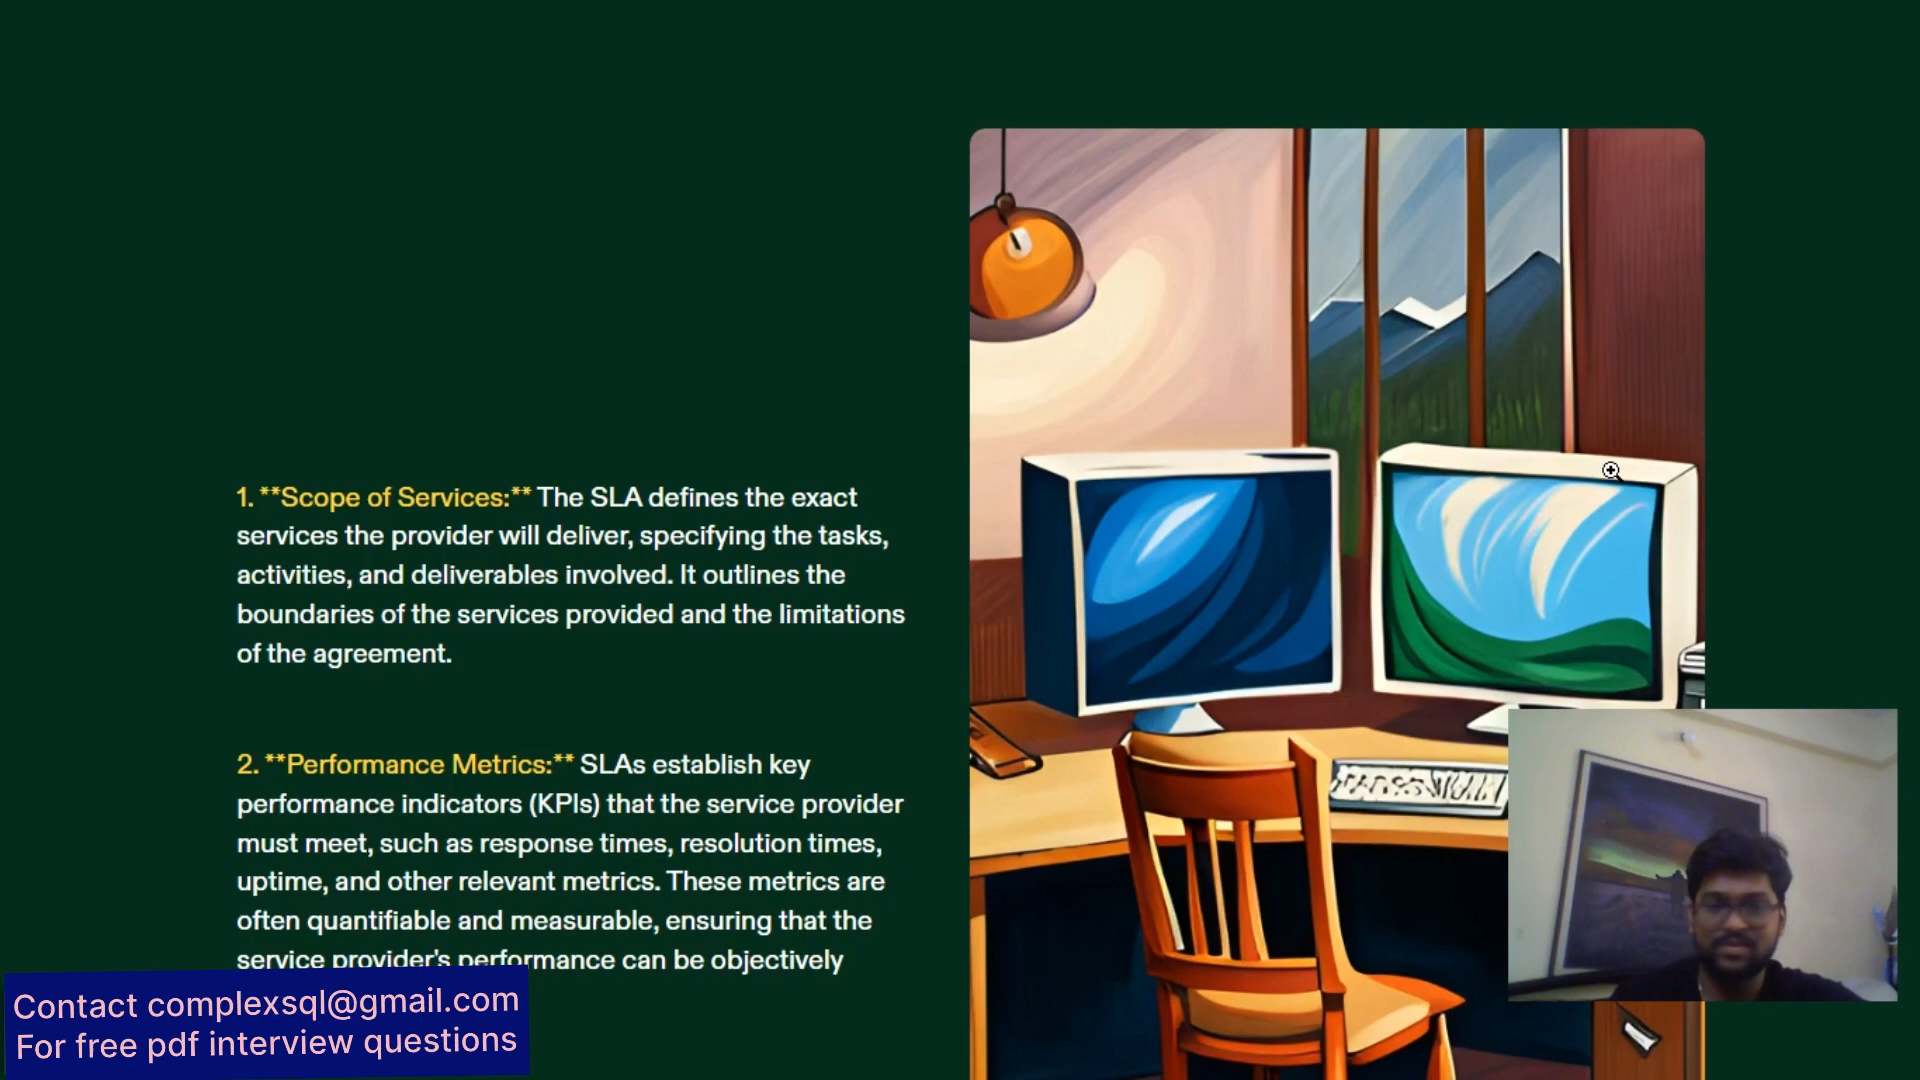 1. **Scope of Services:** The SLA defines the exact
services the provider will deliver, specifying the tasks,
activities, and deliverables involved. It outlines the
boundaries of the services provided and the limitations
of the agreement.
2. **Performance Metrics:** SLAs establish key
performance indicators (KPIs) that the service provider
must meet, such as response times, resolution times,
uptime, and other relevant metrics. These metrics are
often quantifiable and measurable, ensuring that the
service provider's performance can be objectively
Contact complexsql@gmail.com
For free pdf interview questions